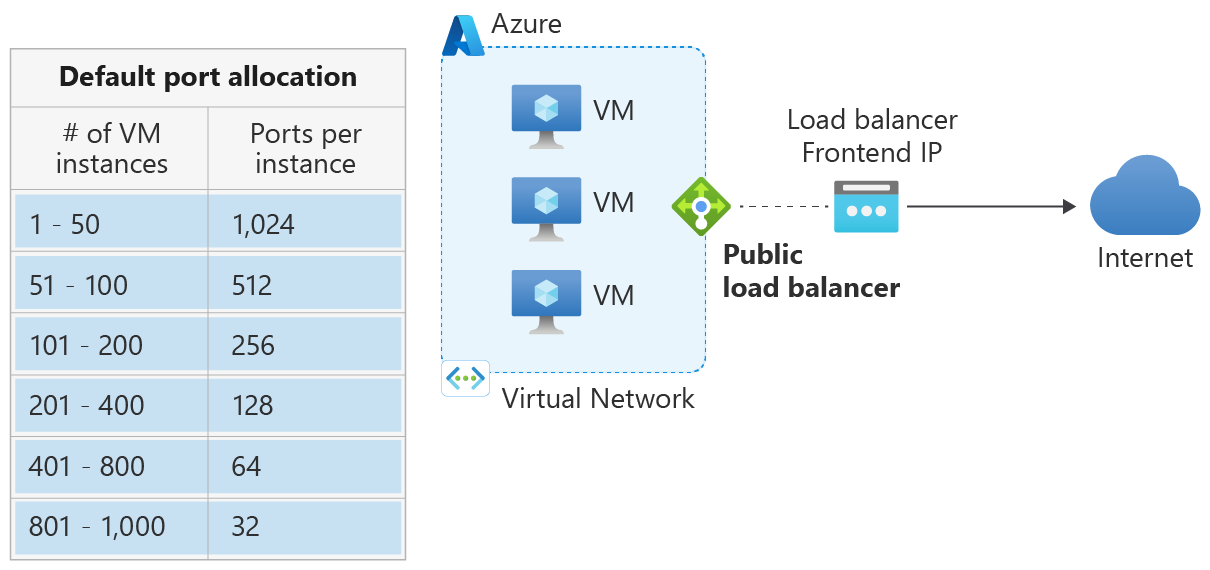 Default port allocation
# of VM instances
Ports per instance
1 - 50 1,024
51 - 100 512
101 - 200 256
201 - 400 128
401 - 800 64
801 - 1,000 32
Azure
VM
VM
VM
Virtual Network
Public
load balancer
Load balancer
Frontend IP
Internet